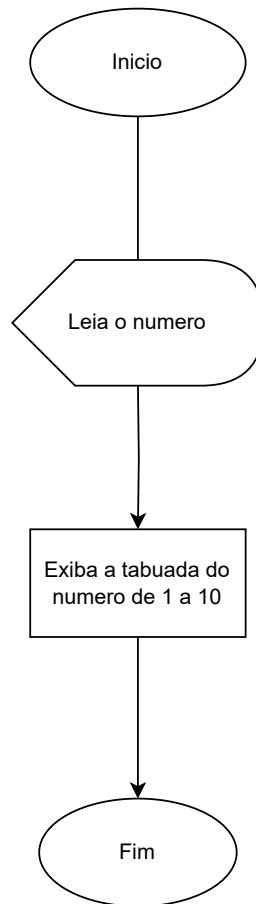 Inicio
Leia o numero
Exiba a tabuada do
numero de 1 a 10
Fim